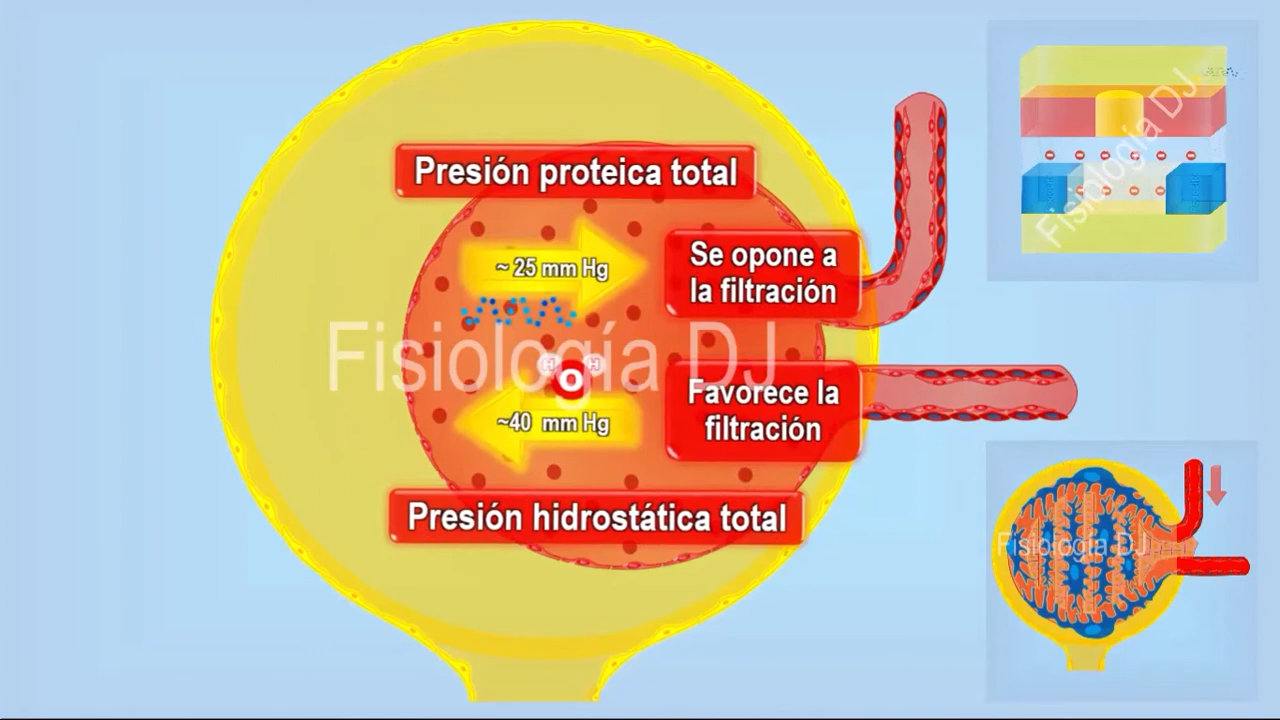 Presión proteica total
~ 25 mm Hg
Se opone a
la filtración
Fisiología DJ
H O H
~40 mm Hg
Favorece la
filtración
Presión hidrostática total
Fisiología DJ
Fisiología DJ